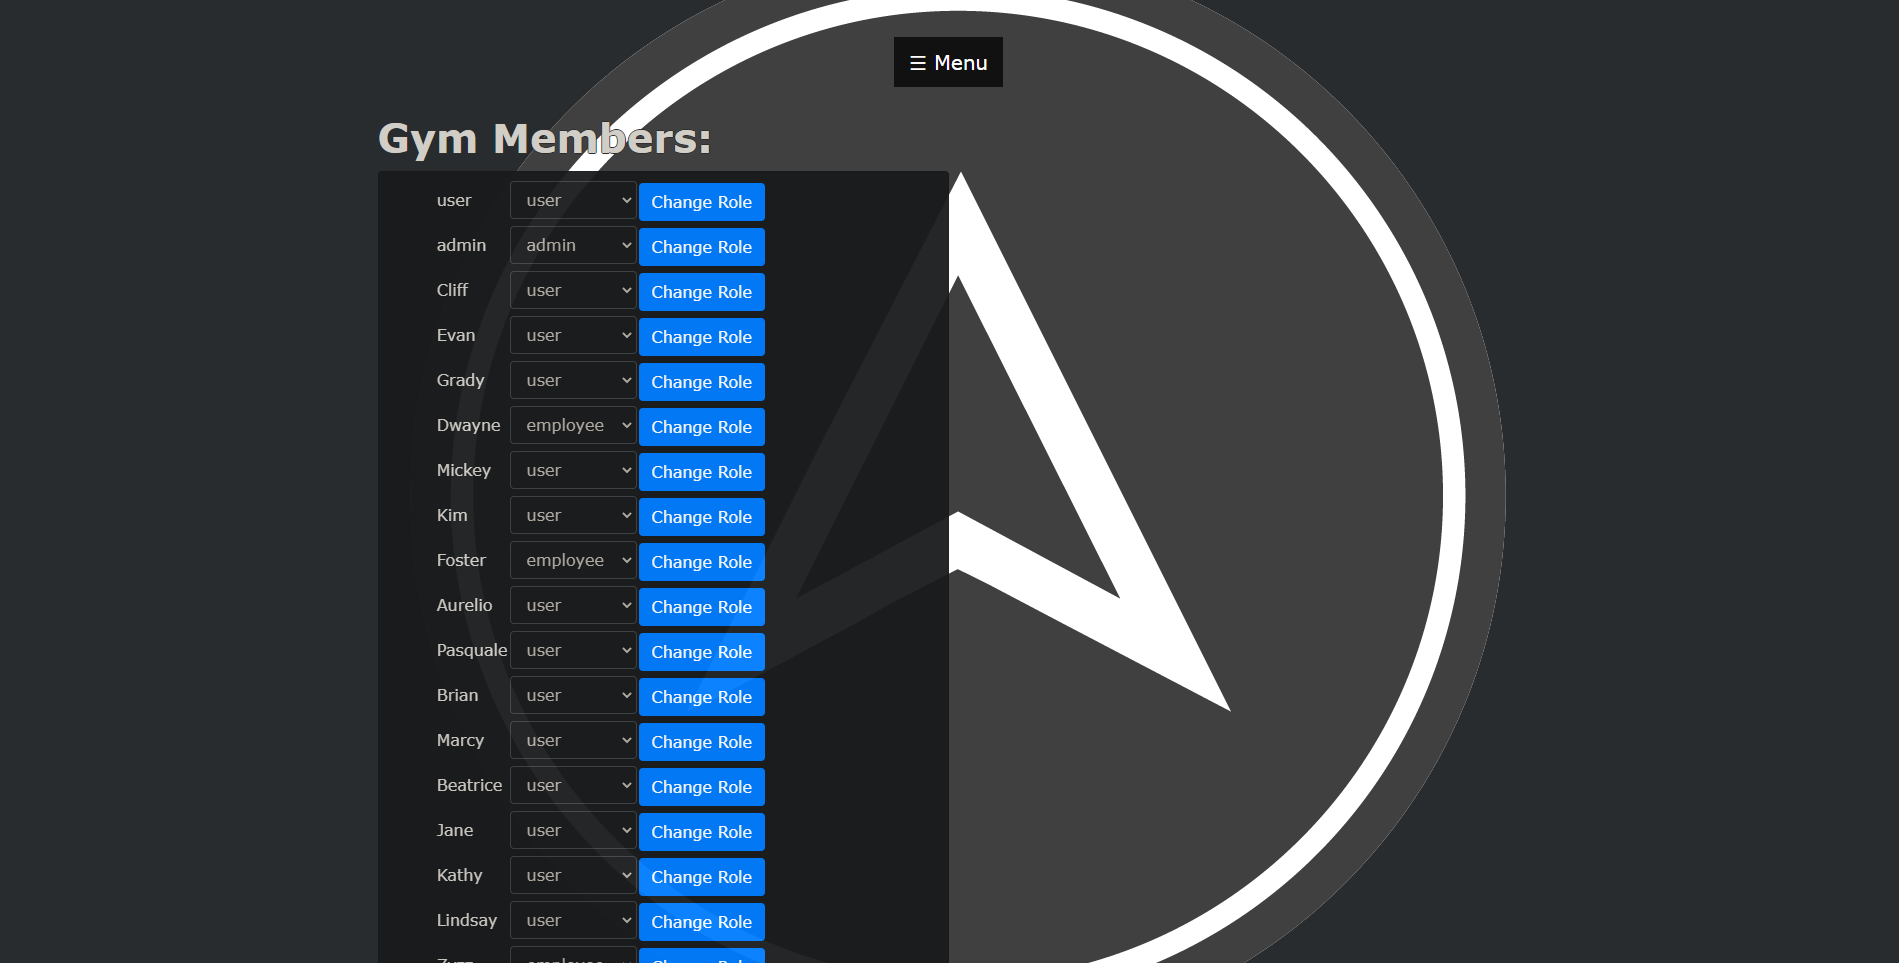 ☰ Menu
Gym Members:
user user Change Role
admin admin Change Role
Cliff user Change Role
Evan user Change Role
Grady user Change Role
Dwayne employee Change Role
Mickey user Change Role
Kim user Change Role
Foster employee Change Role
Aurelio user Change Role
Pasquale user Change Role
Brian user Change Role
Marcy user Change Role
Beatrice user Change Role
Jane user Change Role
Kathy user Change Role
Lindsay user Change Role
employee Change Role